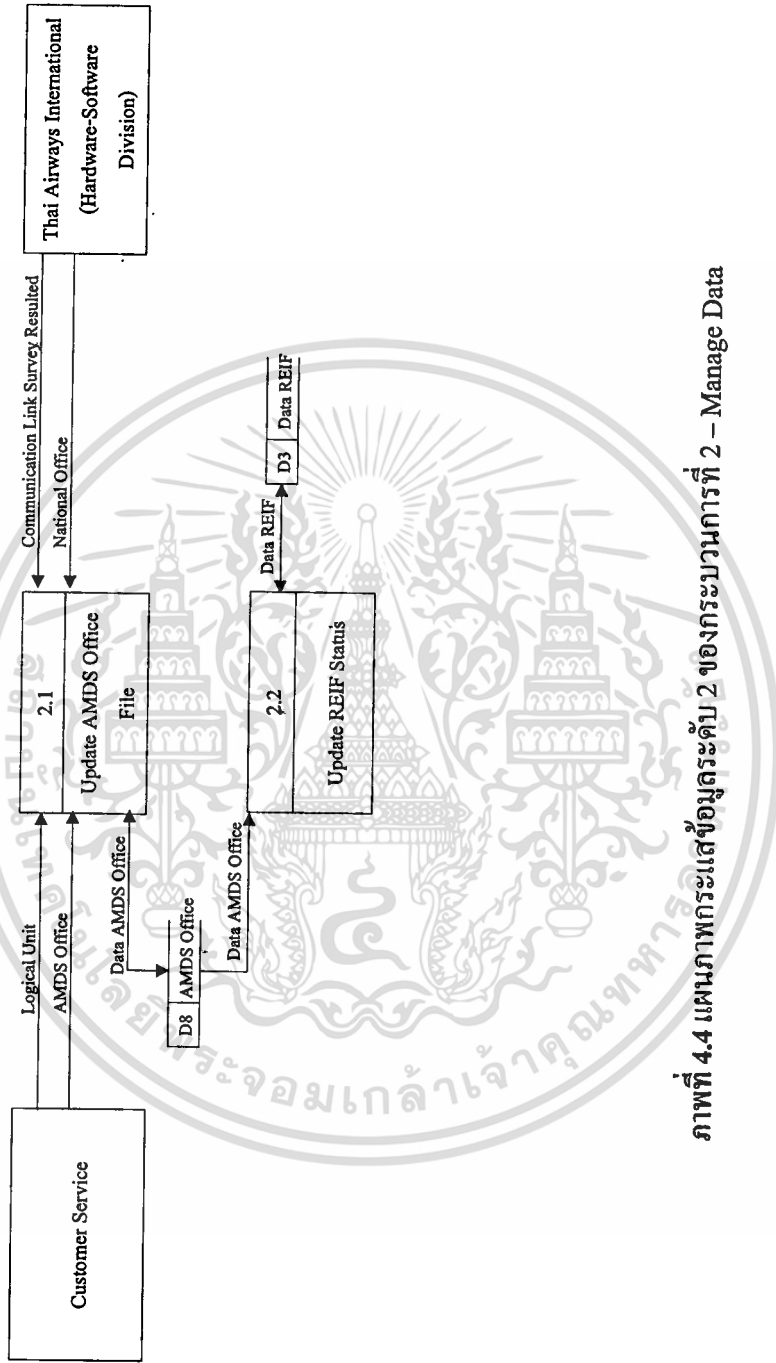 Customer Service
Logical Unit
AMDS Office
2.1
Update AMDS Office
File
Communication Link Survey Resulted
National Office
Thai Airways International
(Hardware-Software
Division)
Data AMDS Office
D8 AMDS Office
Data AMDS Office
2.2
Update REIF Status
Data REIF
D3 Data REIF
ภาพที่ 4.4 แผนภาพกระแสข้อมูลระดับ 2 ของกระบวนการที่ 2 – Manage Data